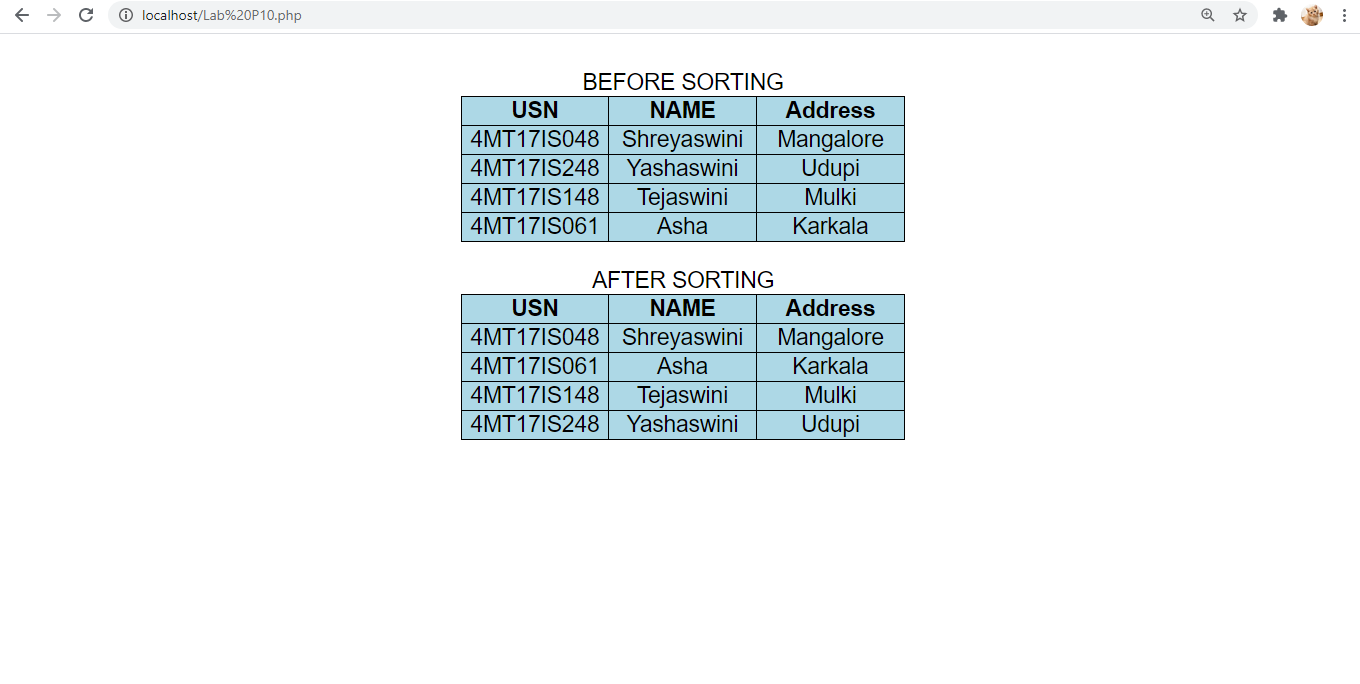 localhost/Lab%20P10.php
BEFORE SORTING
USN NAME Address
4MT17IS048 Shreyaswini Mangalore
4MT17IS248 Yashaswini Udupi
4MT17IS148 Tejaswini Mulki
4MT17IS061 Asha Karkala
AFTER SORTING
USN NAME Address
4MT17IS048 Shreyaswini Mangalore
4MT17IS061 Asha Karkala
4MT17IS148 Tejaswini Mulki
4MT17IS248 Yashaswini Udupi